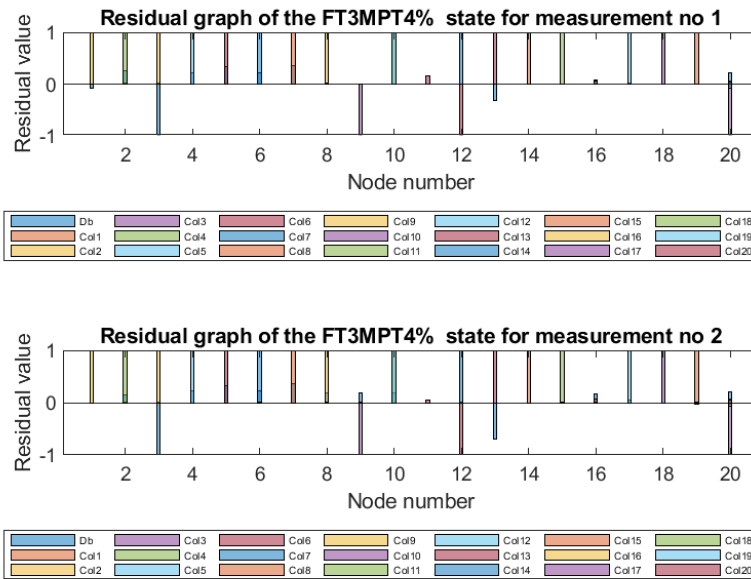 Residual graph of the FT3MPT4% state for measurement no 1
1
0
-1
Residual value
2 4 6 8 10 12 14 16 18 20
Node number
Db Col3 Col6 Col9 Col12 Col15 Col18
Col1 Col4 Col7 Col10 Col13 Col16 Col19
Col2 Col5 Col8 Col11 Col14 Col17 Col20
Residual graph of the FT3MPT4% state for measurement no 2
1
0
-1
Residual value
2 4 6 8 10 12 14 16 18 20
Node number
Db Col3 Col6 Col9 Col12 Col15 Col18
Col1 Col4 Col7 Col10 Col13 Col16 Col19
Col2 Col5 Col8 Col11 Col14 Col17 Col20